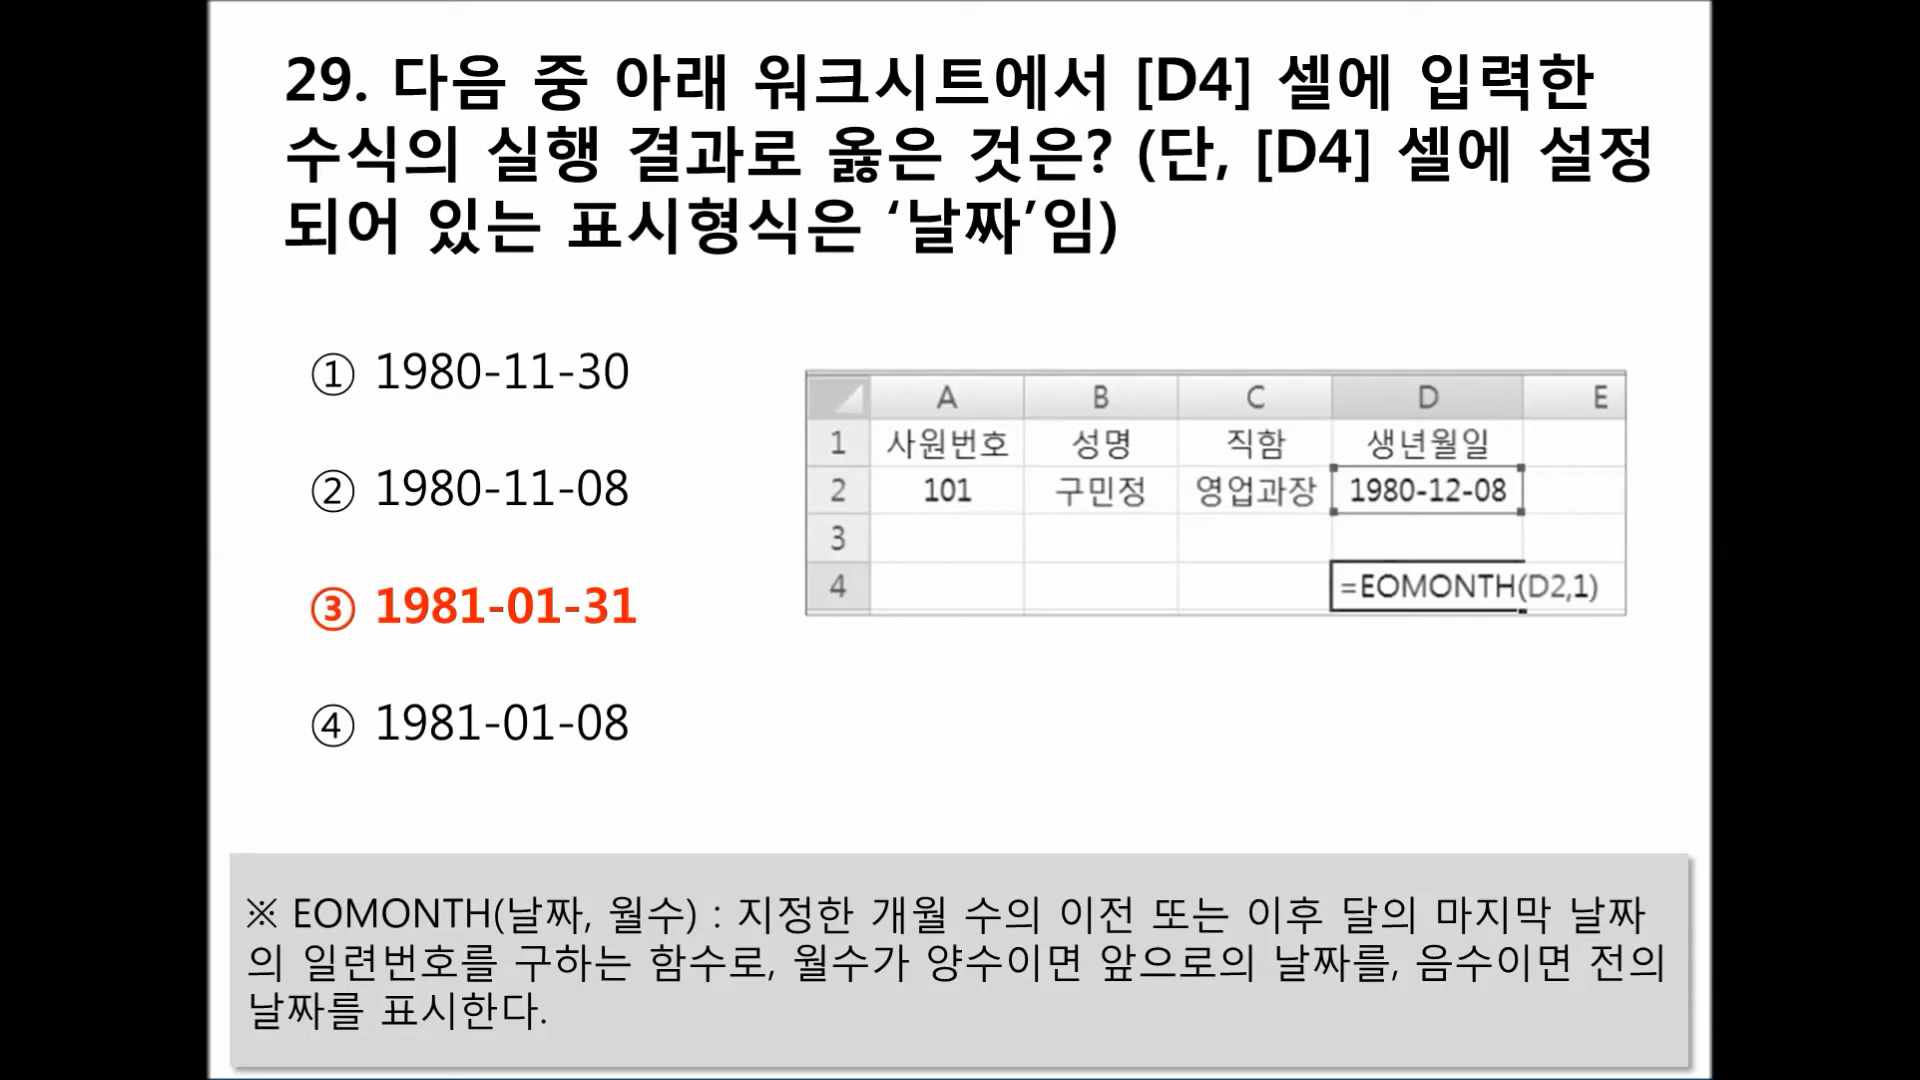 29. 다음 중 아래 워크시트에서 [D4] 셀에 입력한
수식의 실행 결과로 옳은 것은? (단, [D4] 셀에 설정
되어 있는 표시형식은 ‘날짜’임)
① 1980-11-30
② 1980-11-08
③ 1981-01-31
④ 1981-01-08
A B C D E
1 사원번호 성명 직함 생년월일
2 101 구민정 영업과장 1980-12-08
3
4 =EOMONTH(D2,1)
※ EOMONTH(날짜, 월수) : 지정한 개월 수의 이전 또는 이후 달의 마지막 날짜
의 일련번호를 구하는 함수로, 월수가 양수이면 앞으로의 날짜를, 음수이면 전의
날짜를 표시한다.